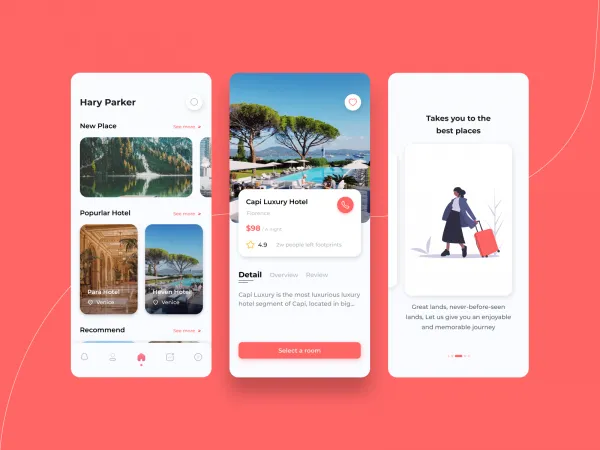 Hary Parker
New Place
See more
Popurlar Hotel
See more
Para Hotel
Venice
Heven Hotel
Venice
Recommend
See more
Capi Luxury Hotel
Florence
$98 / a night
4.9 2w people left footprints
Detail Overview Review
Capi Luxury is the most luxurious luxury
hotel segment of Capi, located in big...
Select a room
Takes you to the
best places
Great lands, never-before-seen
lends, Let us give you an enjoyable
and memorable journey